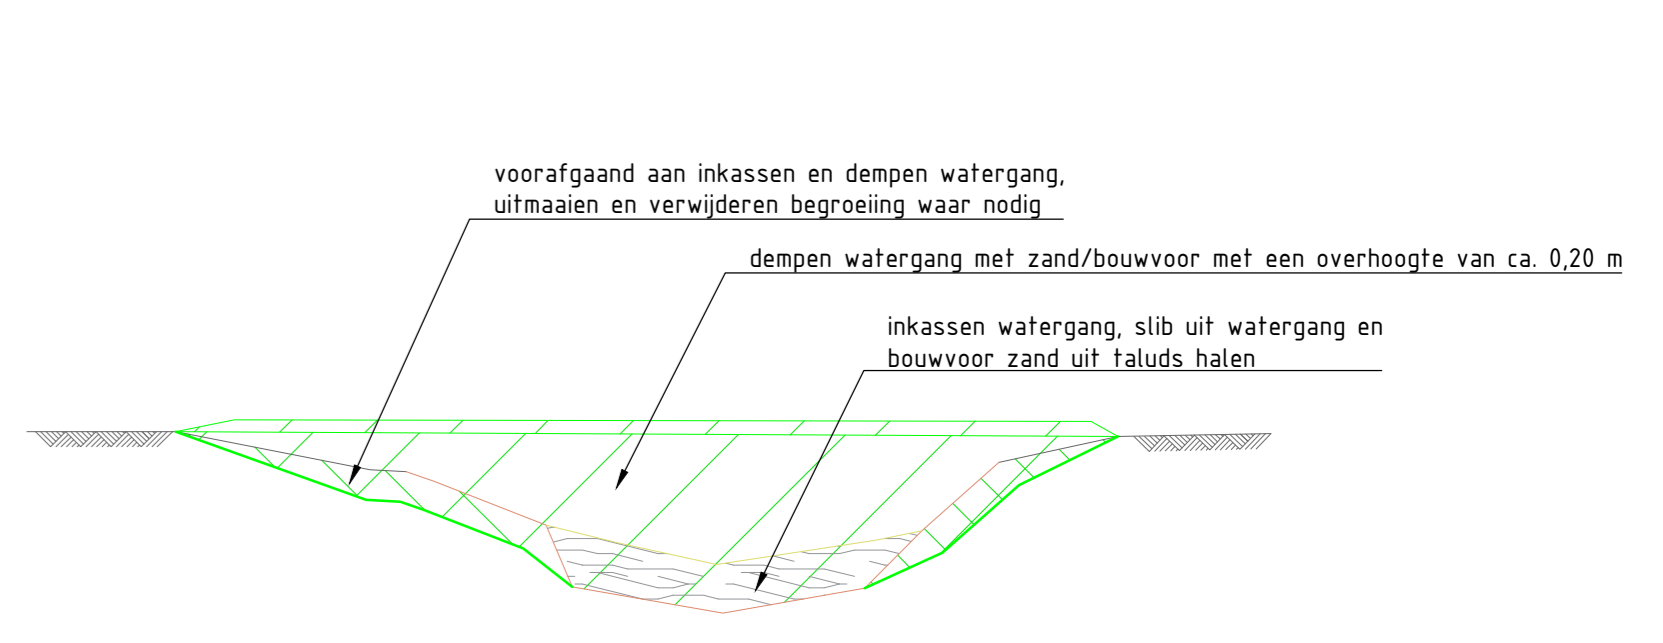 voorafgaand aan inkassen en dempen watergang,
uitmaaien en verwijderen begroeiing waar nodig
dempen watergang met zand/bouwvoor met een overhoogte van ca. 0,20 m
inkassen watergang, slib uit watergang en
bouwvoor zand uit taluds halen